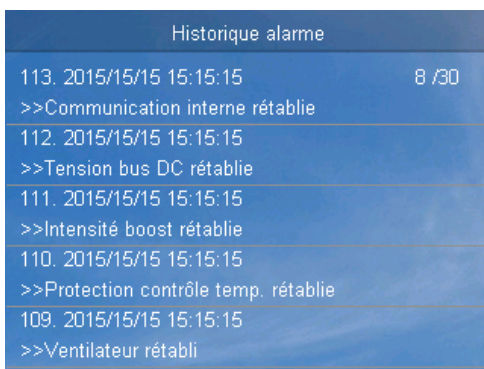 Historique alarme
113. 2015/15/15 15:15:15 8 /30
>>Communication interne rétablie
112. 2015/15/15 15:15:15
>>Tension bus DC rétablie
111. 2015/15/15 15:15:15
>>Intensité boost rétablie
110. 2015/15/15 15:15:15
>>Protection contrôle temp. rétablie
109. 2015/15/15 15:15:15
>>Ventilateur rétabli